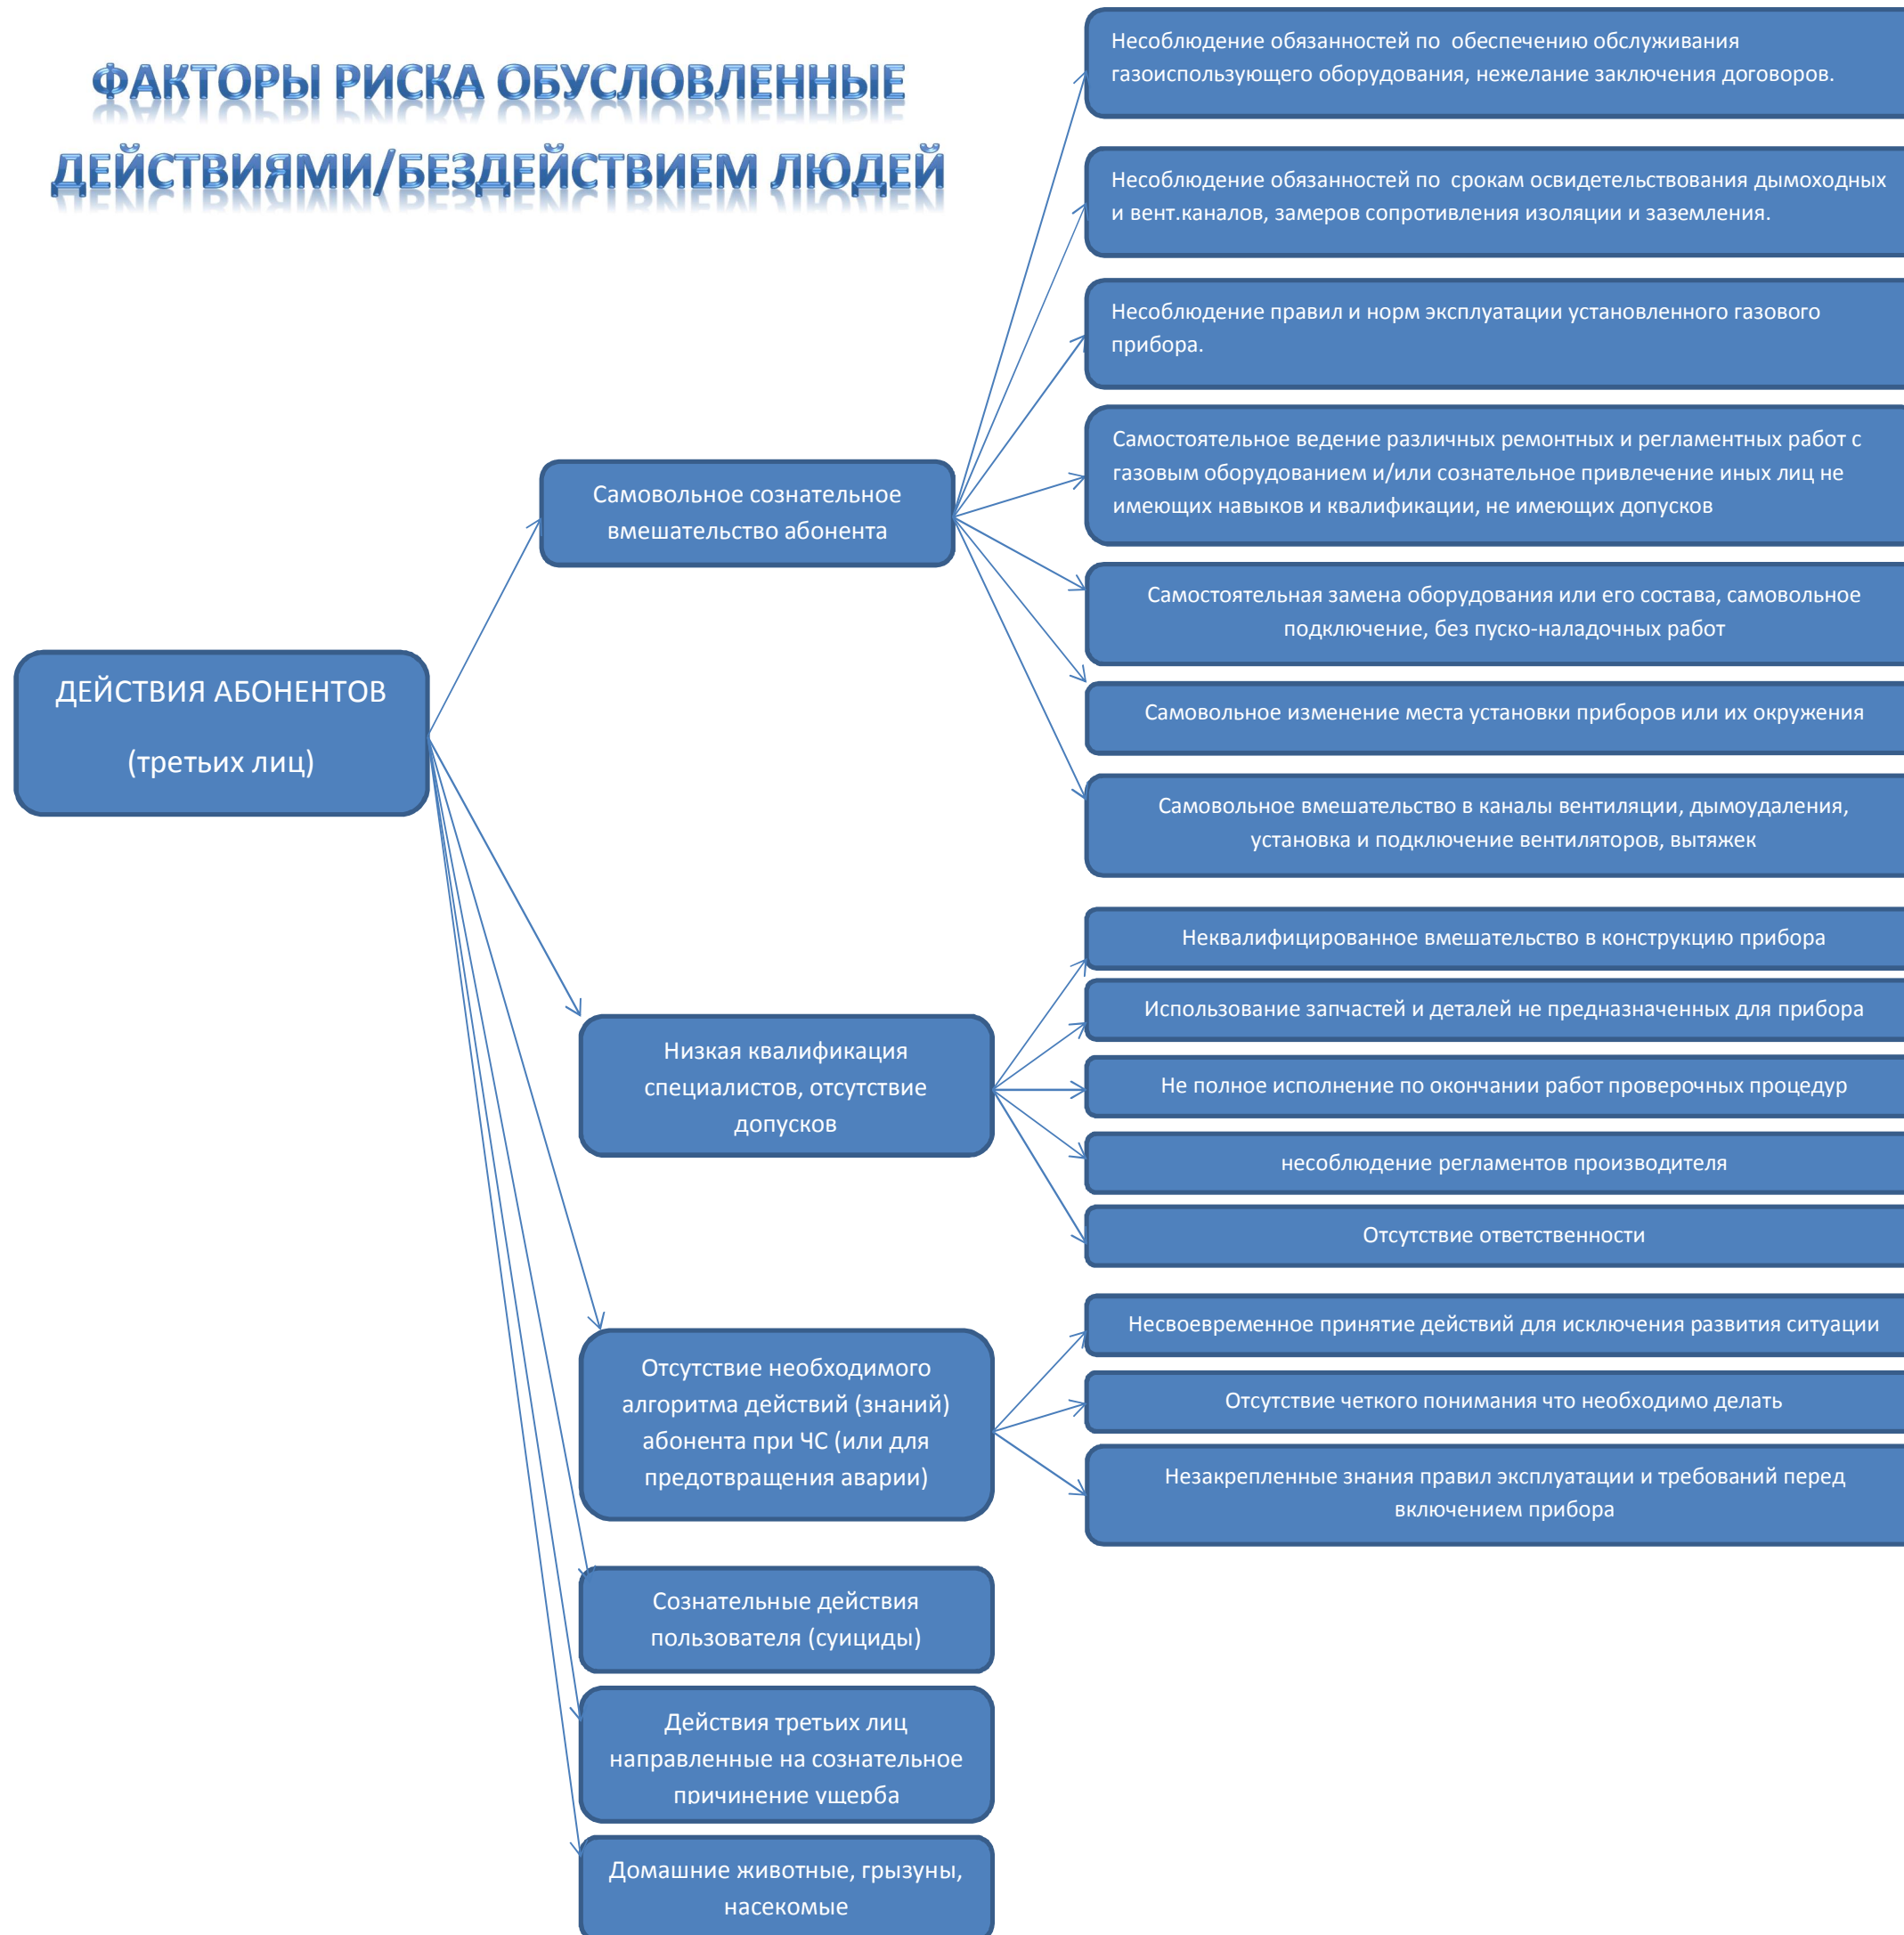 ФАКТОРЫ РИСКА ОБУСЛОВЛЕННЫЕ
ДЕЙСТВИЯМИ/БЕЗДЕЙСТВИЕМ ЛЮДЕЙ
ДЕЙСТВИЯ АБОНЕНТОВ
(третьих лиц)
Самовольное сознательное
вмешательство абонента
Несоблюдение обязанностей по обеспечению обслуживания
газоиспользующего оборудования, нежелание заключения договоров.
Несоблюдение обязанностей по срокам освидетельствования дымоходных
и вент.каналов, замеров сопротивления изоляции и заземления.
Несоблюдение правил и норм эксплуатации установленного газового
прибора.
Самостоятельное ведение различных ремонтных и регламентных работ с
газовым оборудованием и/или сознательное привлечение иных лиц не
имеющих навыков и квалификации, не имеющих допусков
Самостоятельная замена оборудования или его состава, самовольное
подключение, без пуско-наладочных работ
Самовольное изменение места установки приборов или их окружения
Самовольное вмешательство в каналы вентиляции, дымоудаления,
установка и подключение вентиляторов, вытяжек
Низкая квалификация
специалистов, отсутствие
допусков
Неквалифицированное вмешательство в конструкцию прибора
Использование запчастей и деталей не предназначенных для прибора
Не полное исполнение по окончании работ проверочных процедур
несоблюдение регламентов производителя
Отсутствие ответственности
Отсутствие необходимого
алгоритма действий (знаний)
абонента при ЧС (или для
предотвращения аварии)
Несвоевременное принятие действий для исключения развития ситуации
Отсутствие четкого понимания что необходимо делать
Незакрепленные знания правил эксплуатации и требований перед
включением прибора
Сознательные действия
пользователя (суициды)
Действия третьих лиц
направленные на сознательное
причинение ущерба
Домашние животные, грызуны,
насекомые